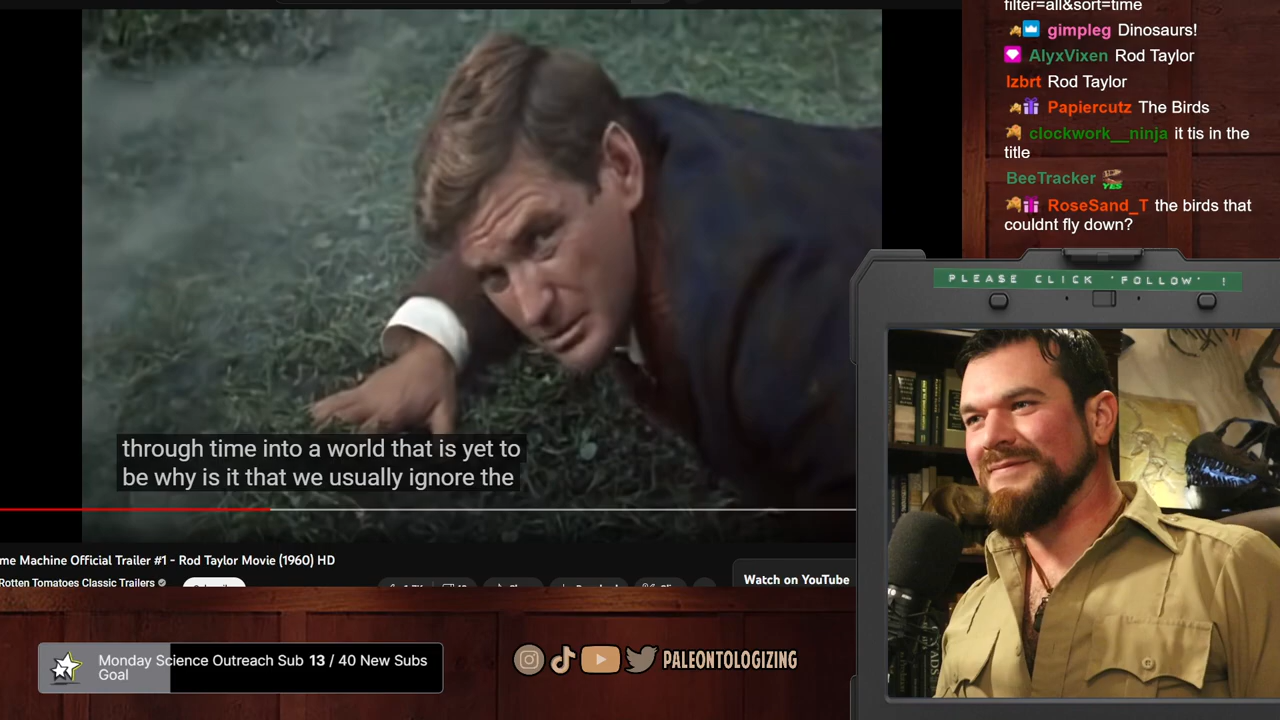 filter=all&sort=time
gimpleg Dinosaurs!
AlyxVixen Rod Taylor
lzbrt Rod Taylor
Papiercutz The Birds
clockwork__ninja it tis in the
title
BeeTracker YES
RoseSand_T the birds that
couldnt fly down?
PLEASE CLICK 'FOLLOW' !
through time into a world that is yet to
be why is it that we usually ignore the
me Machine Official Trailer #1 - Rod Taylor Movie (1960) HD
Rotten Tomatoes Classic Trailers
Watch on YouTube
Monday Science Outreach Sub 13 / 40 New Subs
Goal
PALEONTOLOGIZING